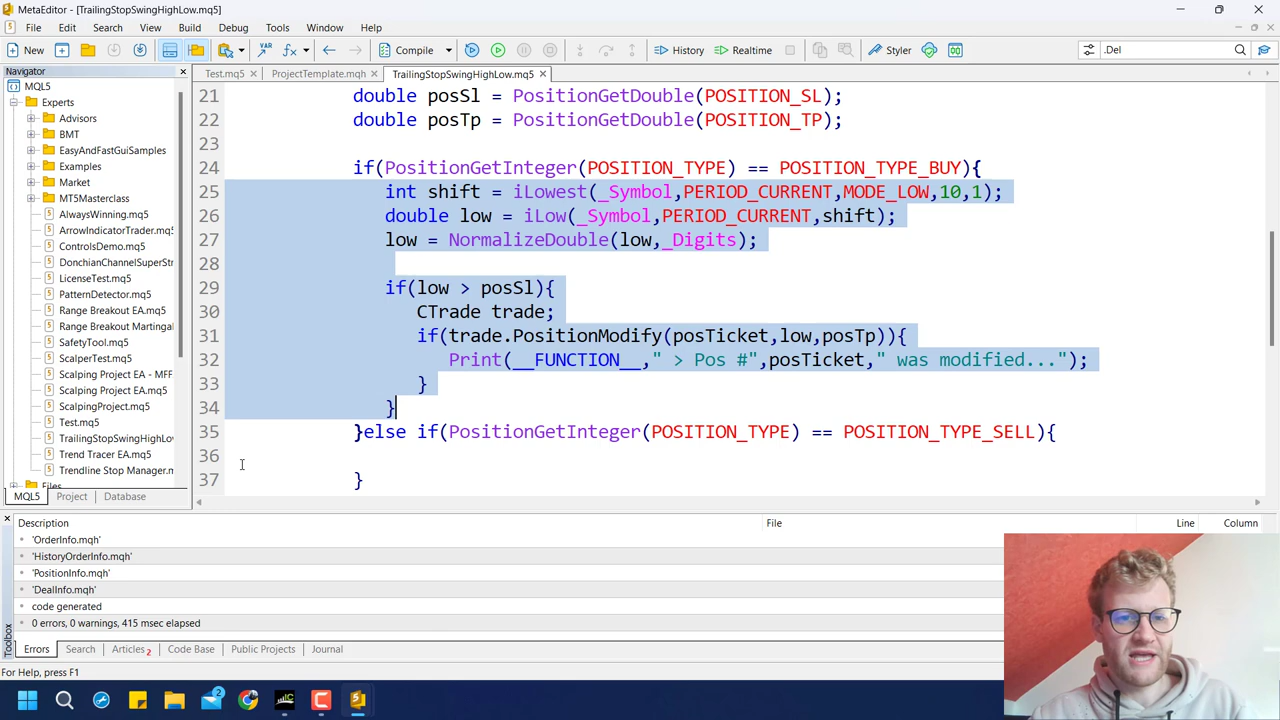 MetaEditor - [TrailingStopSwingHighLow.mq5]
File Edit Search View Build Debug Tools Window Help
New Compile History Realtime Styler .Del
Navigator
MQL5
Experts
Advisors
BMT
EasyAndFastGuiSamples
Examples
Market
MT5Masterclass
AlwaysWinning.mq5
ArrowIndicatorTrader.mq5
ControlsDemo.mq5
DonchianChannelSuperStr
LicenseTest.mq5
PatternDetector.mq5
Range Breakout EA.mq5
Range Breakout Martingal
SafetyTool.mq5
ScalperTest.mq5
Scalping Project EA - MFF
Scalping Project EA.mq5
ScalpingProject.mq5
Test.mq5
TrailingStopSwingHighLow
Trend Tracer EA.mq5
Trendline Stop Manager.m
Files
MQL5 Project Database
Test.mq5 ProjectTemplate.mqh TrailingStopSwingHighLow.mq5
21 double posSl = PositionGetDouble(POSITION_SL);
22 double posTp = PositionGetDouble(POSITION_TP);
23
24 if(PositionGetInteger(POSITION_TYPE) == POSITION_TYPE_BUY){
25 int shift = iLowest(_Symbol,PERIOD_CURRENT,MODE_LOW,10,1);
26 double low = iLow(_Symbol,PERIOD_CURRENT,shift);
27 low = NormalizeDouble(low,_Digits);
28
29 if(low > posSl){
30 CTrade trade;
31 if(trade.PositionModify(posTicket,low,posTp)){
32 Print(__FUNCTION__," > Pos #",posTicket," was modified...");
33 }
34 }
35 }else if(PositionGetInteger(POSITION_TYPE) == POSITION_TYPE_SELL){
36
37 }
Description File Line Column
'OrderInfo.mqh'
'HistoryOrderInfo.mqh'
'PositionInfo.mqh'
'DealInfo.mqh'
code generated
0 errors, 0 warnings, 415 msec elapsed
Toolbox
Errors Search Articles 2 Code Base Public Projects Journal
For Help, press F1
2